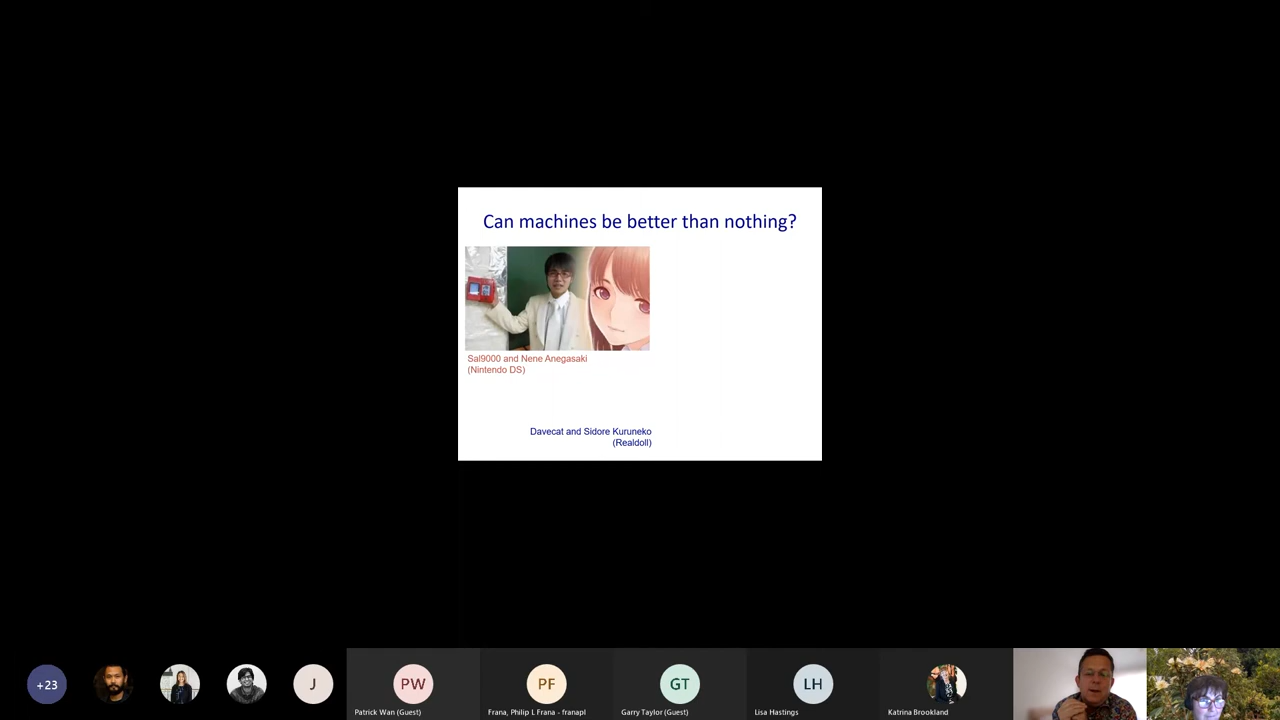 Can machines be better than nothing?
Sal9000 and Nene Anegasaki
(Nintendo DS)
Davecat and Sidore Kuruneko
(Realdoll)
+23
J
PW
PF
GT
LH
Patrick Wan (Guest)
Frana, Philip L Frana - franapl
Garry Taylor (Guest)
Lisa Hastings
Katrina Brookland